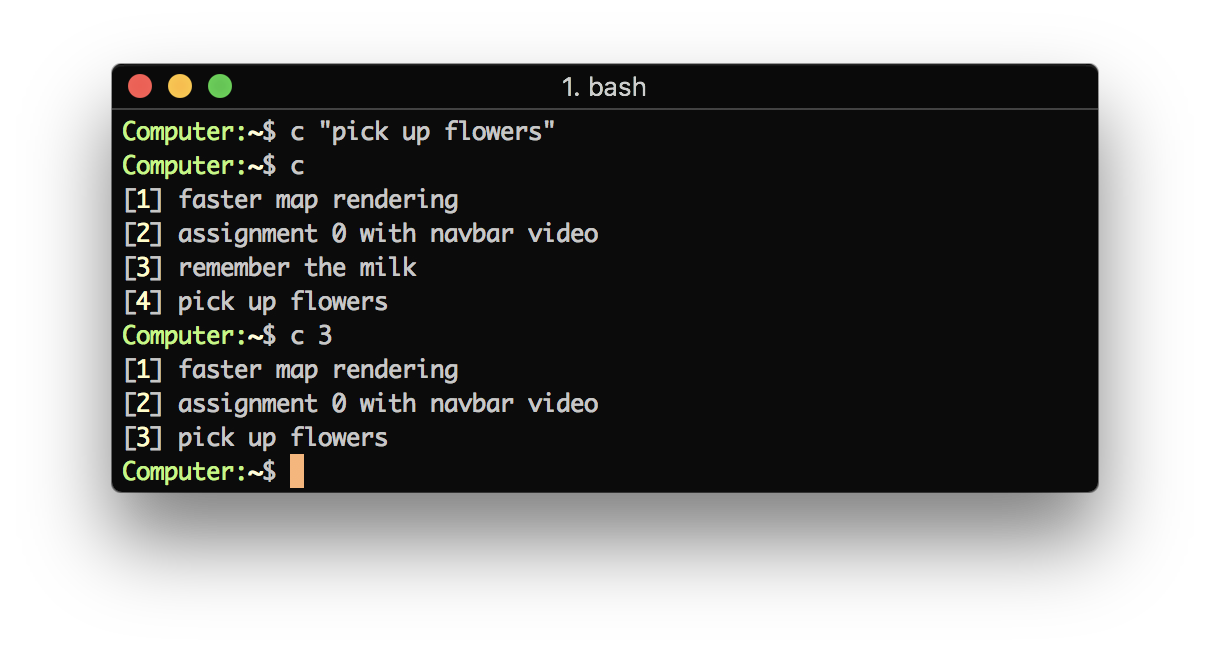 1. bash
Computer:~$ c "pick up flowers"
Computer:~$ c
[1] faster map rendering
[2] assignment 0 with navbar video
[3] remember the milk
[4] pick up flowers
Computer:~$ c 3
[1] faster map rendering
[2] assignment 0 with navbar video
[3] pick up flowers
Computer:~$